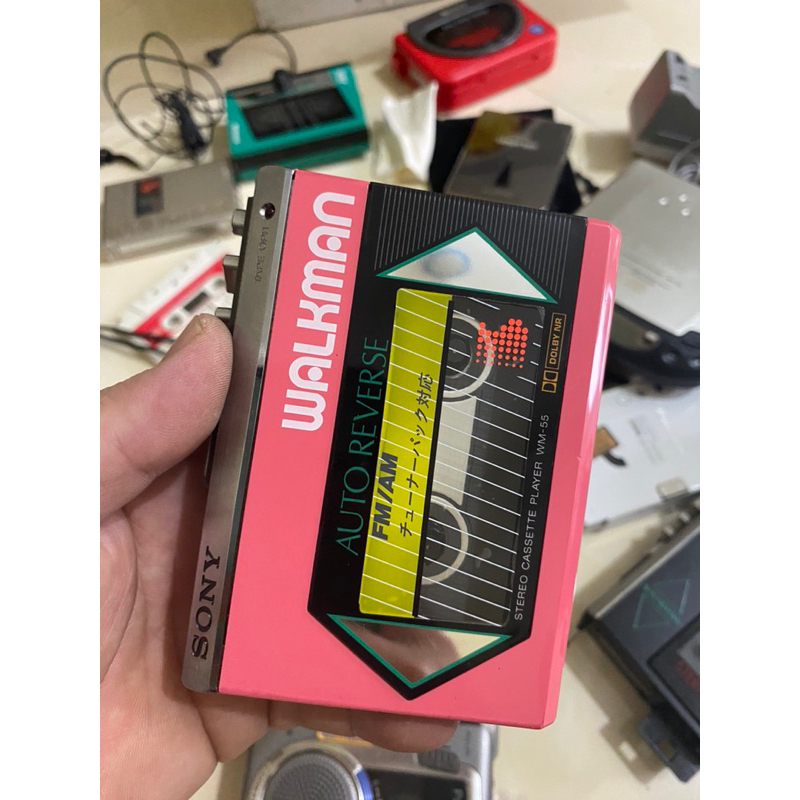 SONY
WALKMAN
AUTO REVERSE
FM/AM
チューナーパック対応
DOLBY NR
STEREO CASSETTE PLAYER WM-55